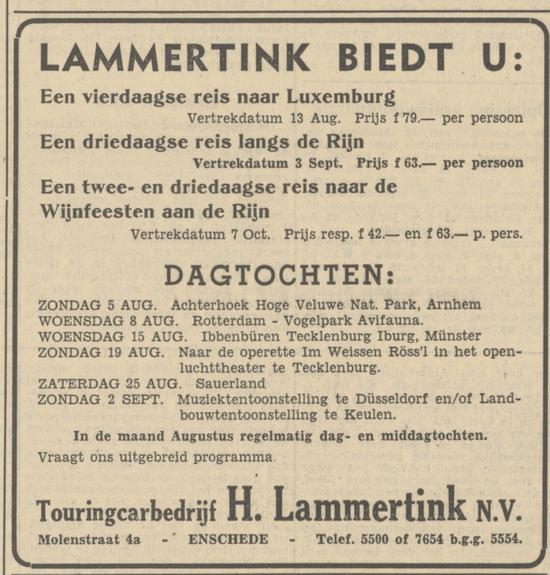 LAMMERTINK BIEDT U:
Een vierdaagse reis naar Luxemburg
Vertrekdatum 13 Aug. Prijs f 79.— per persoon
Een driedaagse reis langs de Rijn
Vertrekdatum 3 Sept. Prijs f 63.— per persoon
Een twee- en driedaagse reis naar de
Wijnfeesten aan de Rijn
Vertrekdatum 7 Oct. Prijs resp. f 42.— en f 63.— p. pers.
DAGTOCHTEN:
ZONDAG 5 AUG. Achterhoek Hoge Veluwe Nat. Park, Arnhem
WOENSDAG 8 AUG. Rotterdam - Vogelpark Avifauna.
WOENSDAG 15 AUG. Ibbenbüren Tecklenburg Iburg, Münster
ZONDAG 19 AUG. Naar de operette Im Weissen Röss'l in het open-
luchttheater te Tecklenburg.
ZATERDAG 25 AUG. Sauerland
ZONDAG 2 SEPT. Muziektentoonstelling te Düsseldorf en/of Land-
bouwtentoonstelling te Keulen.
In de maand Augustus regelmatig dag- en middagtochten.
Vraagt ons uitgebreid programma.
Touringcarbedrijf H. Lammertink N.V.
Molenstraat 4a - ENSCHEDE - Telef. 5500 of 7654 b.g.g. 5554.